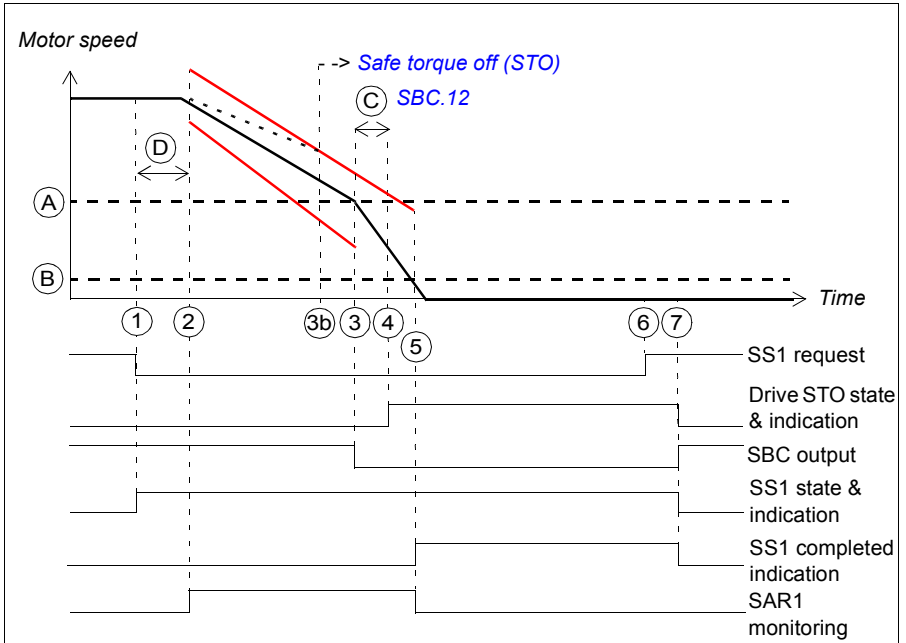 Motor speed
--> Safe torque off (STO)
C SBC.12
D
A
B
Time
1 2 3b 3 4 5 6 7
SS1 request
Drive STO state
& indication
SBC output
SS1 state &
indication
SS1 completed
indication
SAR1
monitoring